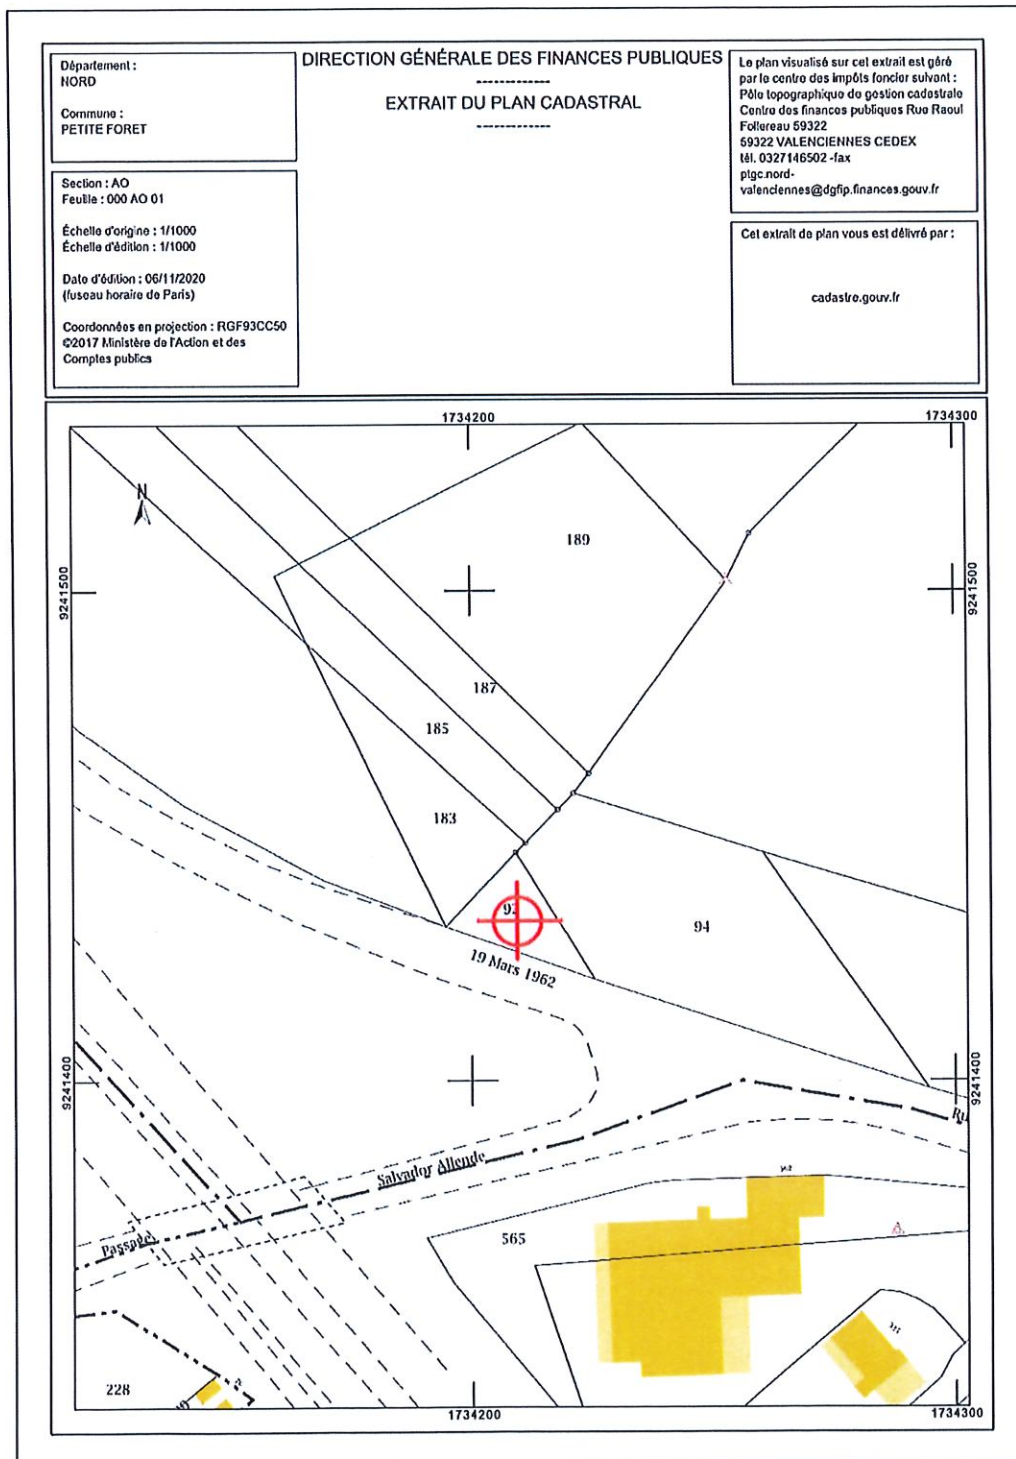 Département :
NORD
Commune :
PETITE FORET
Section : AO
Feuille : 000 AO 01
Échelle d'origine : 1/1000
Échelle d'édition : 1/1000
Date d'édition : 06/11/2020
(fuseau horaire de Paris)
Coordonnées en projection : RGF93CC50
©2017 Ministère de l'Action et des
Comptes publics
DIRECTION GÉNÉRALE DES FINANCES PUBLIQUES
------------
EXTRAIT DU PLAN CADASTRAL
------------
Le plan visualisé sur cet extrait est géré
par le centre des impôts foncier suivant :
Pôle topographique de gestion cadastrale
Centre des finances publiques Rue Raoul
Follereau 59322
59322 VALENCIENNES CEDEX
tél. 0327146502 -fax
ptgc.nord-
valenciennes@dgfip.finances.gouv.fr
Cet extrait de plan vous est délivré par :
cadastre.gouv.fr
1734200
1734300
N
189
9241500
9241500
187
185
183
94
19 Mars 1962
9241400
9241400
Ru
Salvador Allende
Passage
565
228
1734200
1734300